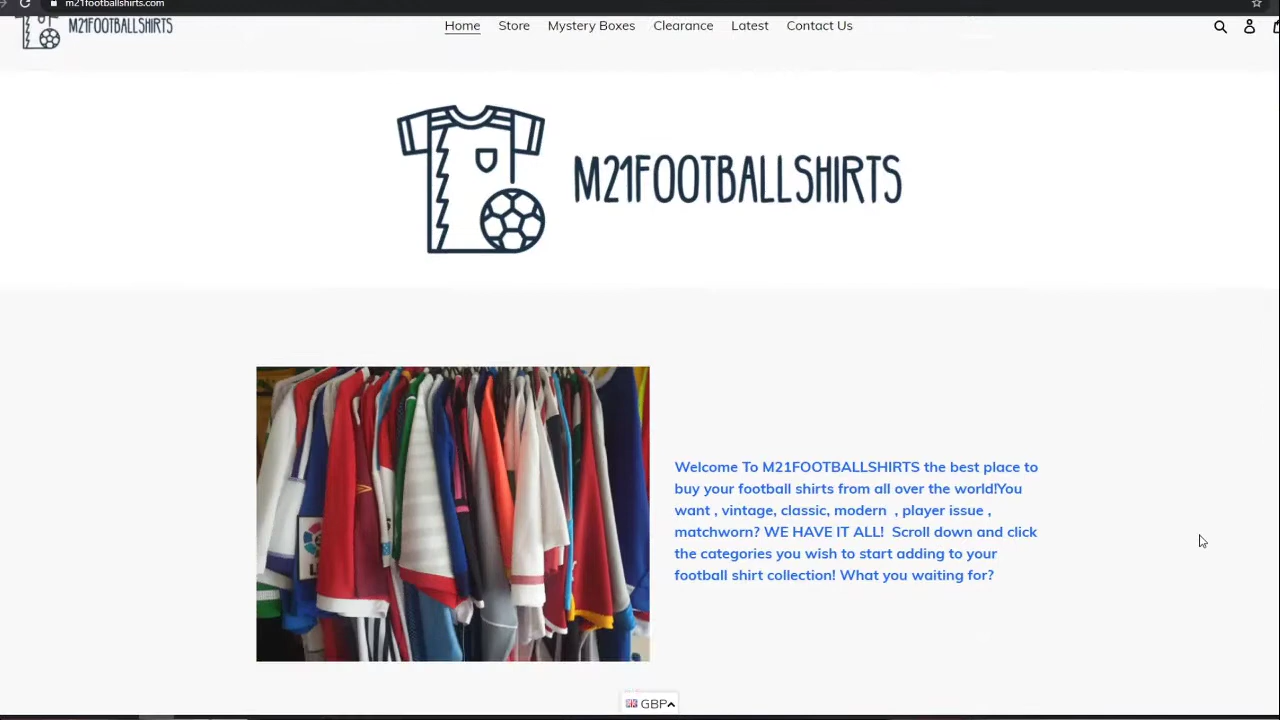 m21footballshirts.com
M21FOOTBALLSHIRTS
Home Store Mystery Boxes Clearance Latest Contact Us
M21FOOTBALLSHIRTS
Welcome To M21FOOTBALLSHIRTS the best place to
buy your football shirts from all over the world!You
want , vintage, classic, modern , player issue ,
matchworn? WE HAVE IT ALL! Scroll down and click
the categories you wish to start adding to your
football shirt collection! What you waiting for?
GBP